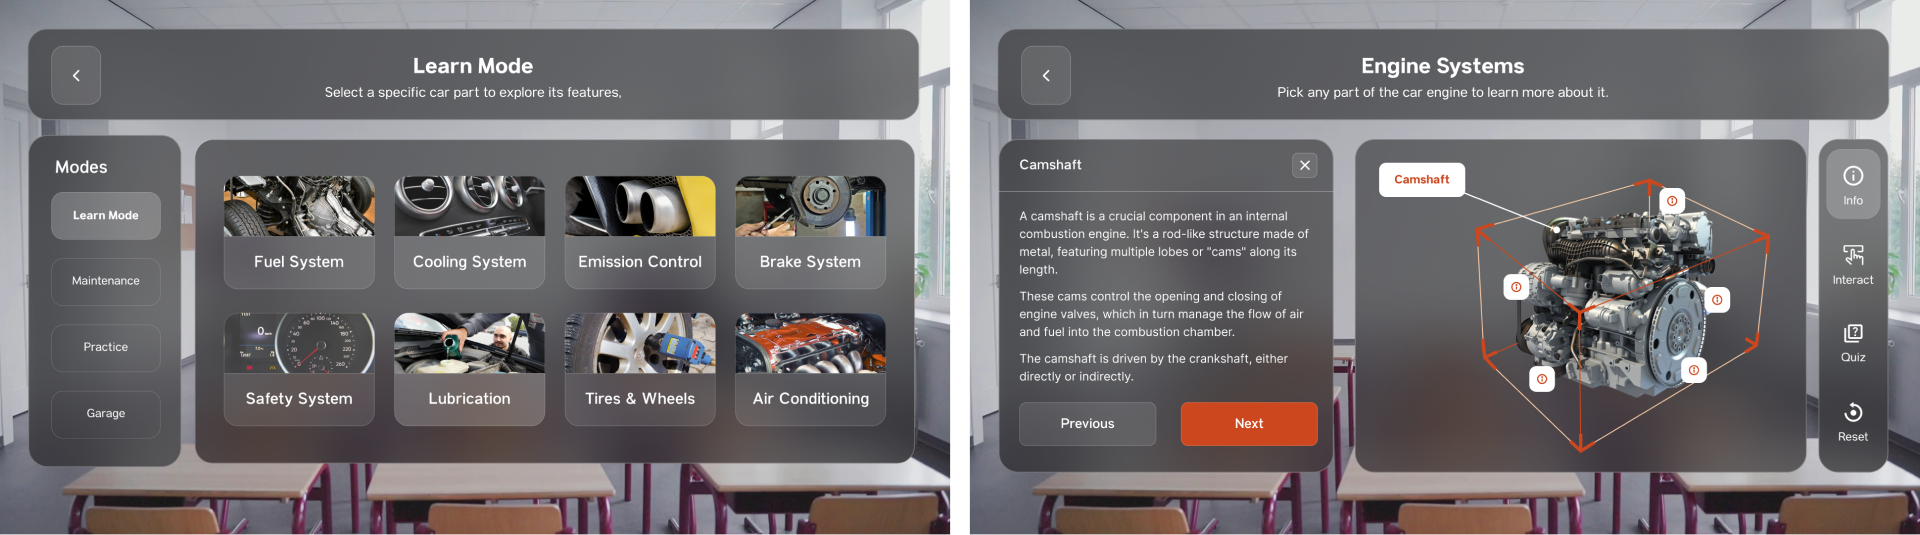 Learn Mode
Select a specific car part to explore its features,
Modes
Learn Mode
Maintenance
Practice
Garage
Fuel System
Cooling System
Emission Control
Brake System
Safety System
Lubrication
Tires & Wheels
Air Conditioning
Engine Systems
Pick any part of the car engine to learn more about it.
Camshaft
A camshaft is a crucial component in an internal
combustion engine. It's a rod-like structure made of
metal, featuring multiple lobes or "cams" along its
length.
These cams control the opening and closing of
engine valves, which in turn manage the flow of air
and fuel into the combustion chamber.
The camshaft is driven by the crankshaft, either
directly or indirectly.
Previous
Next
Camshaft
Info
Interact
Quiz
Reset